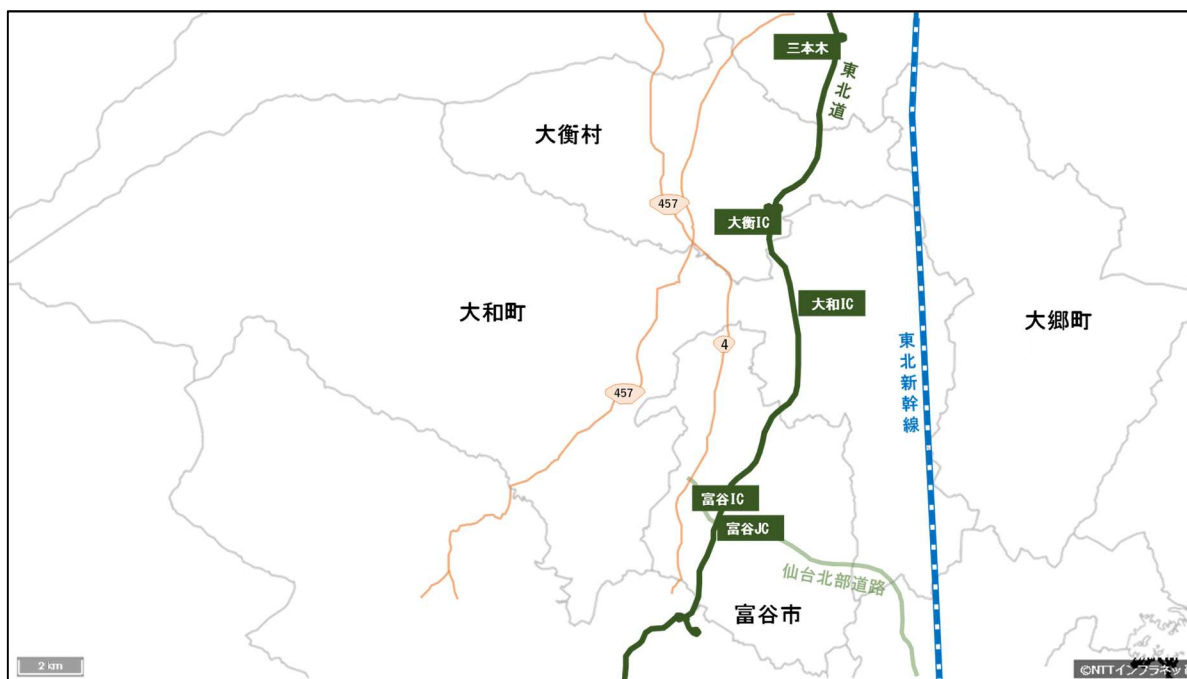 三本木
東北道
大衡村
457
大衡IC
大和IC
大和町
大郷町
4
東北新幹線
457
富谷IC
富谷JC
仙台北部道路
富谷市
2 km
©NTTインフラネッ